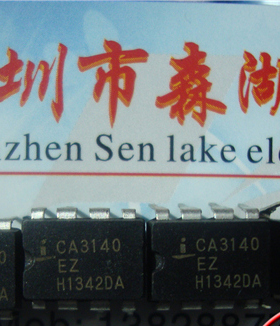 圳市森湖
zhen Sen lake ele
CA3140 CA3140
EZ EZ
H1342DA H1342DA